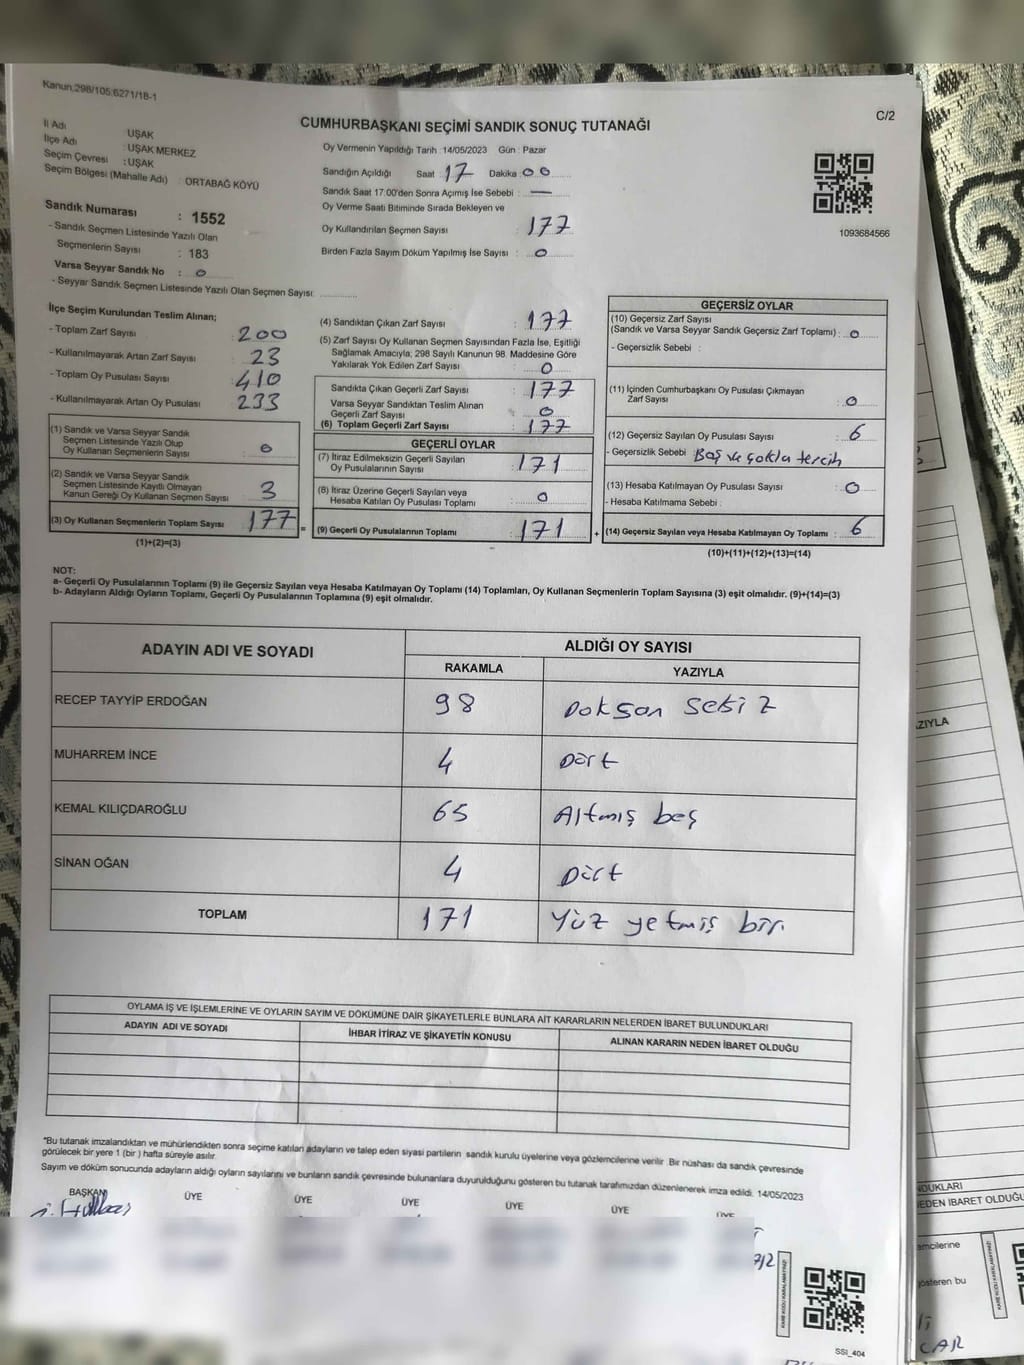 Kanun:298/105;6271/18-1
C/2
CUMHURBAŞKANI SEÇİMİ SANDIK SONUÇ TUTANAĞI
İl Adı : UŞAK
İlçe Adı : UŞAK MERKEZ
Seçim Çevresi : UŞAK
Seçim Bölgesi (Mahalle Adı) : ORTABAĞ KÖYÜ
Sandık Numarası : 1552
- Sandık Seçmen Listesinde Yazılı Olan
Seçmenlerin Sayısı : 183
Varsa Seyyar Sandık No : 0
- Seyyar Sandık Seçmen Listesinde Yazılı Olan Seçmen Sayısı:
Oy Vermenin Yapıldığı Tarih :14/05/2023 Gün : Pazar
Sandığın Açıldığı Saat : 17 Dakika : 00
Sandık Saat 17:00'den Sonra Açımış İse Sebebi : —
Oy Verme Saati Bitiminde Sırada Bekleyen ve
Oy Kullandırılan Seçmen Sayısı : 177
Birden Fazla Sayım Döküm Yapılmış İse Sayısı : 0
1093684566
İlçe Seçim Kurulundan Teslim Alınan;
- Toplam Zarf Sayısı : 200
- Kullanılmayarak Artan Zarf Sayısı : 23
- Toplam Oy Pusulası Sayısı : 410
- Kullanılmayarak Artan Oy Pusulası : 233
(1) Sandık ve Varsa Seyyar Sandık
Seçmen Listesinde Yazılı Olup
Oy Kullanan Seçmenlerin Sayısı : 0
(2) Sandık ve Varsa Seyyar Sandık
Seçmen Listesinde Kayıtlı Olmayan
Kanun Gereği Oy Kullanan Seçmen Sayısı : 3
(3) Oy Kullanan Seçmenlerin Toplam Sayısı : 177
(1)+(2)=(3)
(4) Sandıktan Çıkan Zarf Sayısı : 177
(5) Zarf Sayısı Oy Kullanan Seçmen Sayısından Fazla İse, Eşitliği
Sağlamak Amacıyla; 298 Sayılı Kanunun 98. Maddesine Göre
Yakılarak Yok Edilen Zarf Sayısı : 0
Sandıkta Çıkan Geçerli Zarf Sayısı : 177
Varsa Seyyar Sandıktan Teslim Alınan
Geçerli Zarf Sayısı : 0
(6) Toplam Geçerli Zarf Sayısı : 177
GEÇERLİ OYLAR
(7) İtiraz Edilmeksizin Geçerli Sayılan
Oy Pusulalarının Sayısı : 171
(8) İtiraz Üzerine Geçerli Sayılan veya
Hesaba Katılan Oy Pusulası Toplamı : 0
= (9) Geçerli Oy Pusulalarının Toplamı : 171
GEÇERSİZ OYLAR
(10) Geçersiz Zarf Sayısı
(Sandık ve Varsa Seyyar Sandık Geçersiz Zarf Toplamı) : 0
- Geçersizlik Sebebi :
(11) İçinden Cumhurbaşkanı Oy Pusulası Çıkmayan
Zarf Sayısı : 0
(12) Geçersiz Sayılan Oy Pusulası Sayısı : 6
- Geçersizlik Sebebi : Boş ve çokla tercih
(13) Hesaba Katılmayan Oy Pusulası Sayısı : 0
- Hesaba Katılmama Sebebi :
+ (14) Geçersiz Sayılan veya Hesaba Katılmayan Oy Toplamı : 6
(10)+(11)+(12)+(13)=(14)
NOT:
a- Geçerli Oy Pusulalarının Toplamı (9) ile Geçersiz Sayılan veya Hesaba Katılmayan Oy Toplamı (14) Toplamları, Oy Kullanan Seçmenlerin Toplam Sayısına (3) eşit olmalıdır. (9)+(14)=(3)
b- Adayların Aldığı Oyların Toplamı, Geçerli Oy Pusulalarının Toplamına (9) eşit olmalıdır.
ADAYIN ADI VE SOYADI ALDIĞI OY SAYISI
RAKAMLA YAZIYLA
RECEP TAYYİP ERDOĞAN 98 Doksan sekiz
MUHARREM İNCE 4 Dört
KEMAL KILIÇDAROĞLU 65 Altmış beş
SİNAN OĞAN 4 Dört
TOPLAM 171 Yüz yetmiş bir
OYLAMA İŞ VE İŞLEMLERİNE VE OYLARIN SAYIM VE DÖKÜMÜNE DAİR ŞİKAYETLERLE BUNLARA AİT KARARLARIN NELERDEN İBARET BULUNDUKLARI
ADAYIN ADI VE SOYADI İHBAR İTİRAZ VE ŞİKAYETİN KONUSU ALINAN KARARIN NEDEN İBARET OLDUĞU
*Bu tutanak imzalandıktan ve mühürlendikten sonra seçime katılan adayların ve talep eden siyasi partilerin sandık kurulu üyelerine veya gözlemcilerine verilir. Bir nüshası da sandık çevresinde
görülecek bir yere 1 (bir) hafta süreyle asılır.
Sayım ve döküm sonucunda adayların aldığı oyların sayılarını ve bunların sandık çevresinde bulunanlara duyurulduğunu gösteren bu tutanak tarafımızdan düzenlenerek imza edildi. 14/05/2023
BAŞKAN ÜYE ÜYE ÜYE ÜYE ÜYE ÜYE
SSİ_404
AZIYLA
NDUKLARI
NEDEN İBARET OLDUĞU
emcilerine
gösteren bu